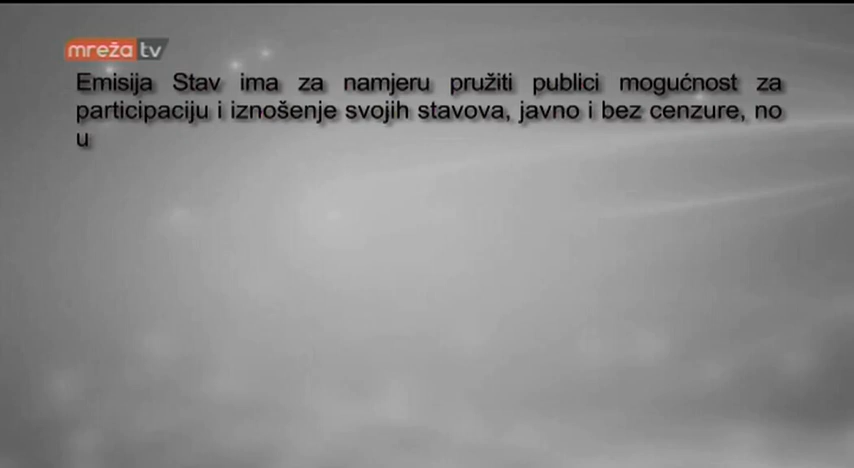 mreža tv
Emisija Stav ima za namjeru pružiti publici mogućnost za
participaciju i iznošenje svojih stavova, javno i bez cenzure, no
u